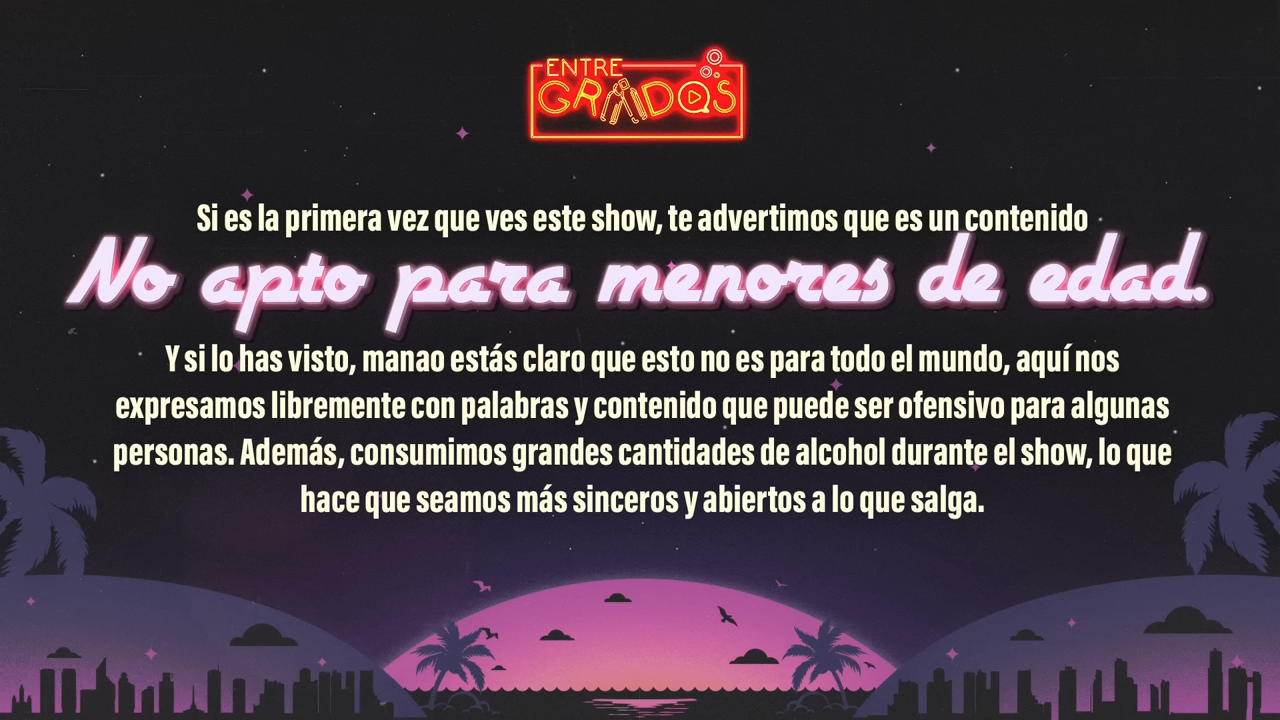 ENTRE
GRADOS
Si es la primera vez que ves este show, te advertimos que es un contenido
No apto para menores de edad.
Y si lo has visto, manao estás claro que esto no es para todo el mundo, aquí nos
expresamos libremente con palabras y contenido que puede ser ofensivo para algunas
personas. Además, consumimos grandes cantidades de alcohol durante el show, lo que
hace que seamos más sinceros y abiertos a lo que salga.